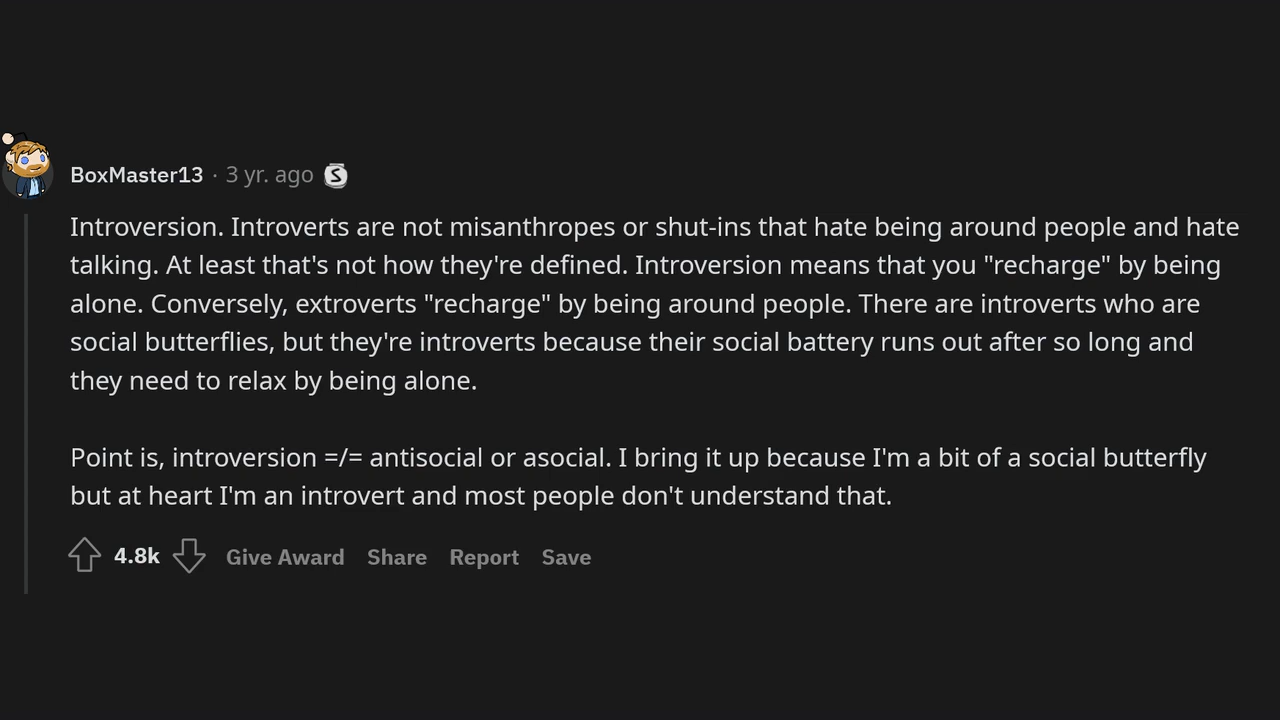 BoxMaster13 · 3 yr. ago S
Introversion. Introverts are not misanthropes or shut-ins that hate being around people and hate
talking. At least that's not how they're defined. Introversion means that you "recharge" by being
alone. Conversely, extroverts "recharge" by being around people. There are introverts who are
social butterflies, but they're introverts because their social battery runs out after so long and
they need to relax by being alone.
Point is, introversion =/= antisocial or asocial. I bring it up because I'm a bit of a social butterfly
but at heart I'm an introvert and most people don't understand that.
4.8k Give Award Share Report Save